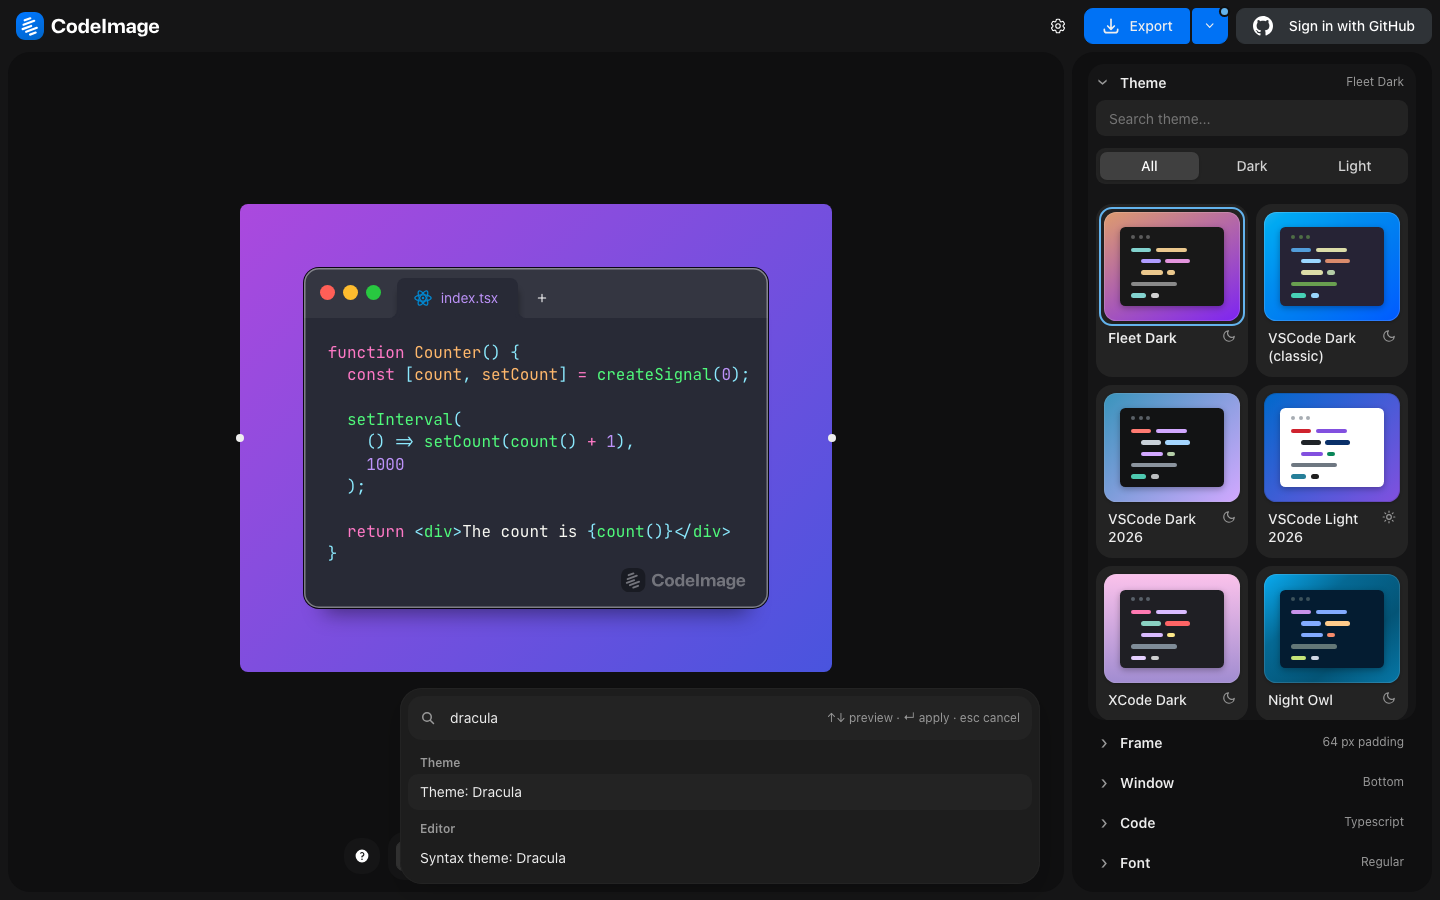 CodeImage
Export
Sign in with GitHub
index.tsx
+
function Counter() {
  const [count, setCount] = createSignal(0);
  setInterval(
    () => setCount(count() + 1),
    1000
  );
  return <div>The count is {count()}</div>
}
CodeImage
dracula
↑↓ preview · ↵ apply · esc cancel
Theme
Theme: Dracula
Editor
Syntax theme: Dracula
?
Theme
Fleet Dark
Search theme...
All
Dark
Light
Fleet Dark
VSCode Dark
(classic)
VSCode Dark
2026
VSCode Light
2026
XCode Dark
Night Owl
Frame
64 px padding
Window
Bottom
Code
Typescript
Font
Regular